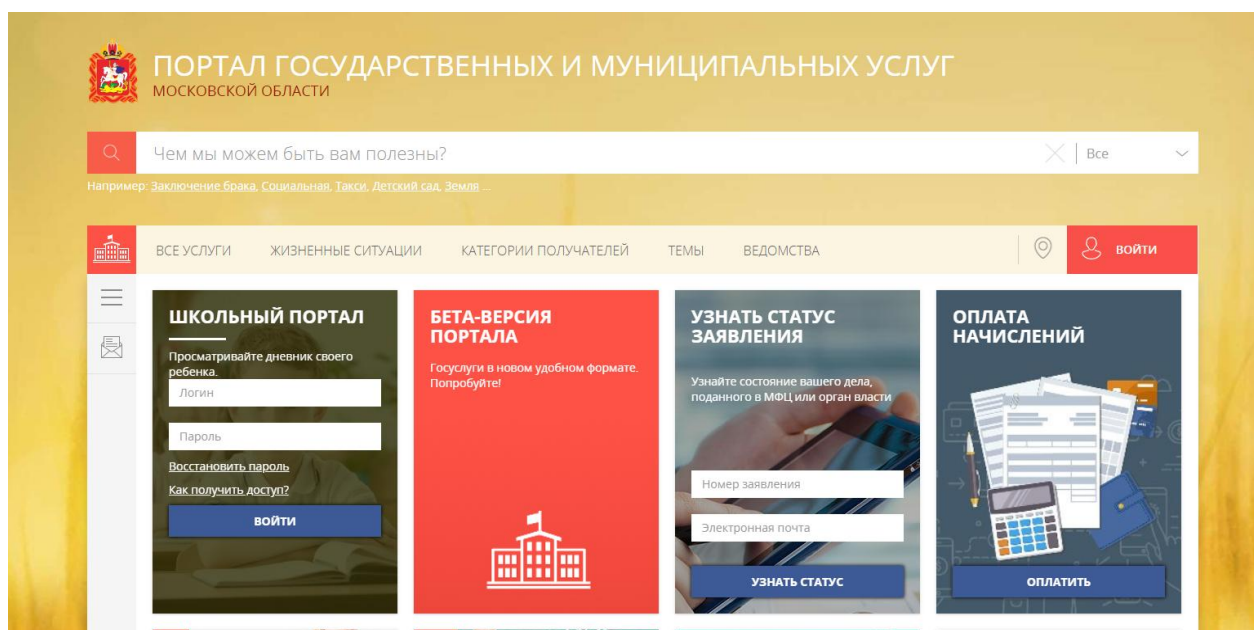 ПОРТАЛ ГОСУДАРСТВЕННЫХ И МУНИЦИПАЛЬНЫХ УСЛУГ
МОСКОВСКОЙ ОБЛАСТИ
Чем мы можем быть вам полезны?
Все
Например: Заключение брака, Социальная, Такси, Детский сад, Земля ...
ВСЕ УСЛУГИ ЖИЗНЕННЫЕ СИТУАЦИИ КАТЕГОРИИ ПОЛУЧАТЕЛЕЙ ТЕМЫ ВЕДОМСТВА ВОЙТИ
ШКОЛЬНЫЙ ПОРТАЛ
Просматривайте дневник своего
ребенка.
Логин
Пароль
Восстановить пароль
Как получить доступ?
ВОЙТИ
БЕТА-ВЕРСИЯ
ПОРТАЛА
Госуслуги в новом удобном формате.
Попробуйте!
УЗНАТЬ СТАТУС
ЗАЯВЛЕНИЯ
Узнайте состояние вашего дела,
поданного в МФЦ или орган власти
Номер заявления
Электронная почта
УЗНАТЬ СТАТУС
ОПЛАТА
НАЧИСЛЕНИЙ
ОПЛАТИТЬ